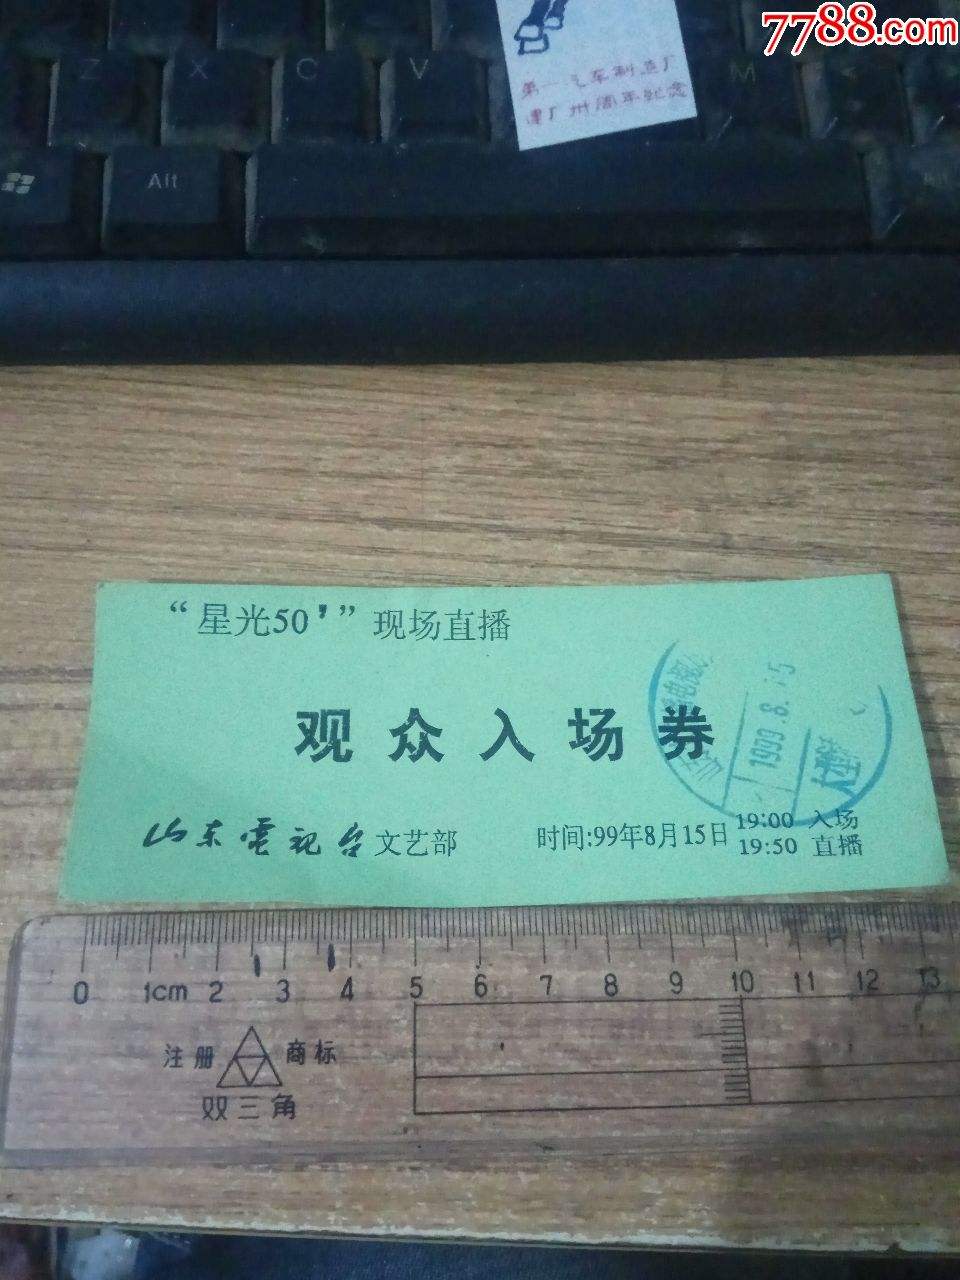 7788.com
Z X C V M
第一汽车制造厂
建厂卅周年纪念
Alt Alt
“星光50'” 现场直播
观众入场券
1999.8.15
山东电视台 文艺部 时间:99年8月15日 19:00 入场
19:50 直播
0 1cm 2 3 4 5 6 7 8 9 10 11 12 13
注册 商标
双三角